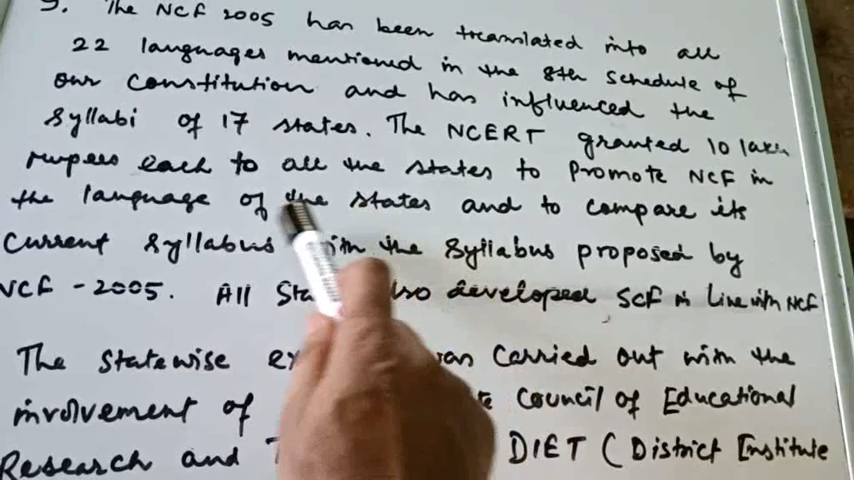 9. The NCF 2005 has been translated into all
22 languages mentioned in the 8th schedule of
our Constitution and has influenced the
Syllabi of 17 states. The NCERT granted 10 lakh
rupees each to all the states to promote NCF in
the language of the states and to compare its
Current Syllabus with the Syllabus proposed by
NCF - 2005. All developed SCF in line with NCF
The Statewise was carried out with the
involvement of Council of Educational
Research and DIET ( District Institute